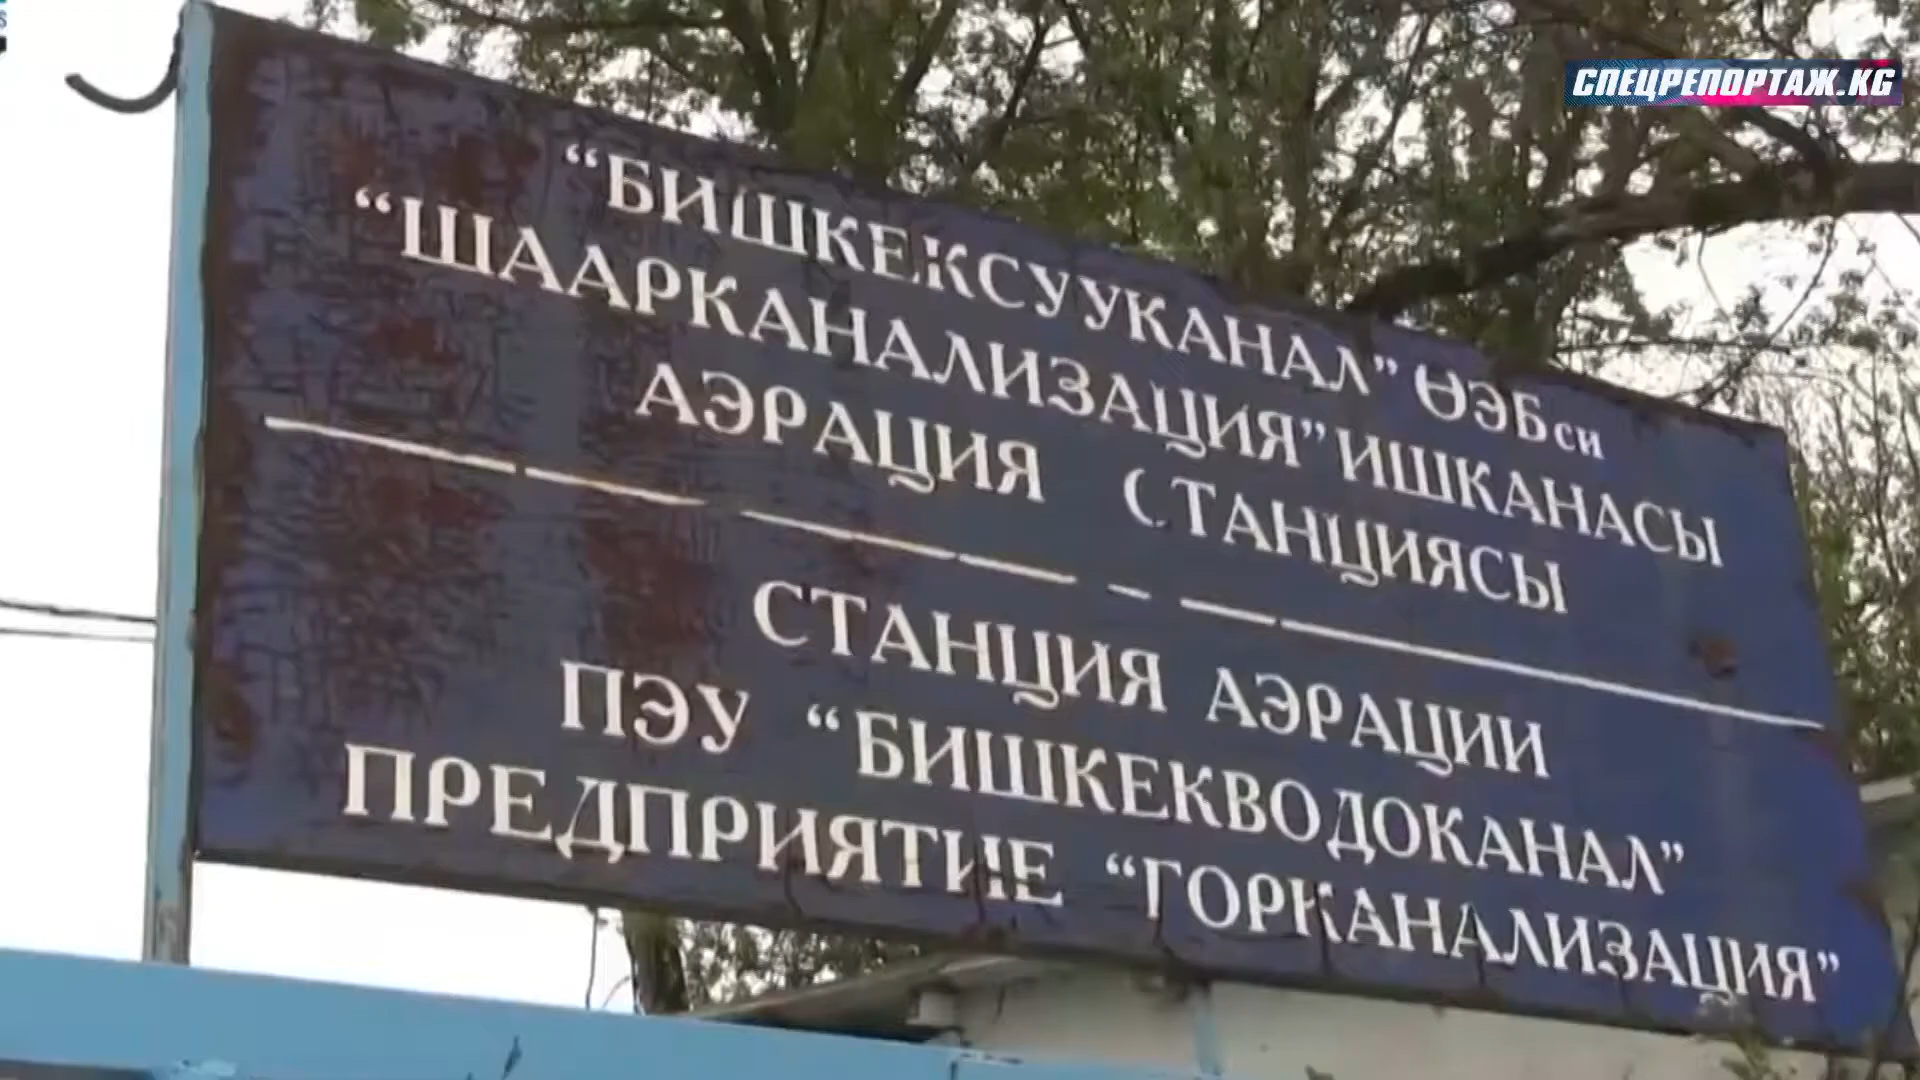 СПЕЦРЕПОРТАЖ.KG
“БИШКЕКСУУКАНАЛ” ӨЭБси
“ШААРКАНАЛИЗАЦИЯ” ИШКАНАСЫ
АЭРАЦИЯ СТАНЦИЯСЫ
СТАНЦИЯ АЭРАЦИИ
ПЭУ “БИШКЕКВОДОКАНАЛ”
ПРЕДПРИЯТИЕ “ГОРКАНАЛИЗАЦИЯ”